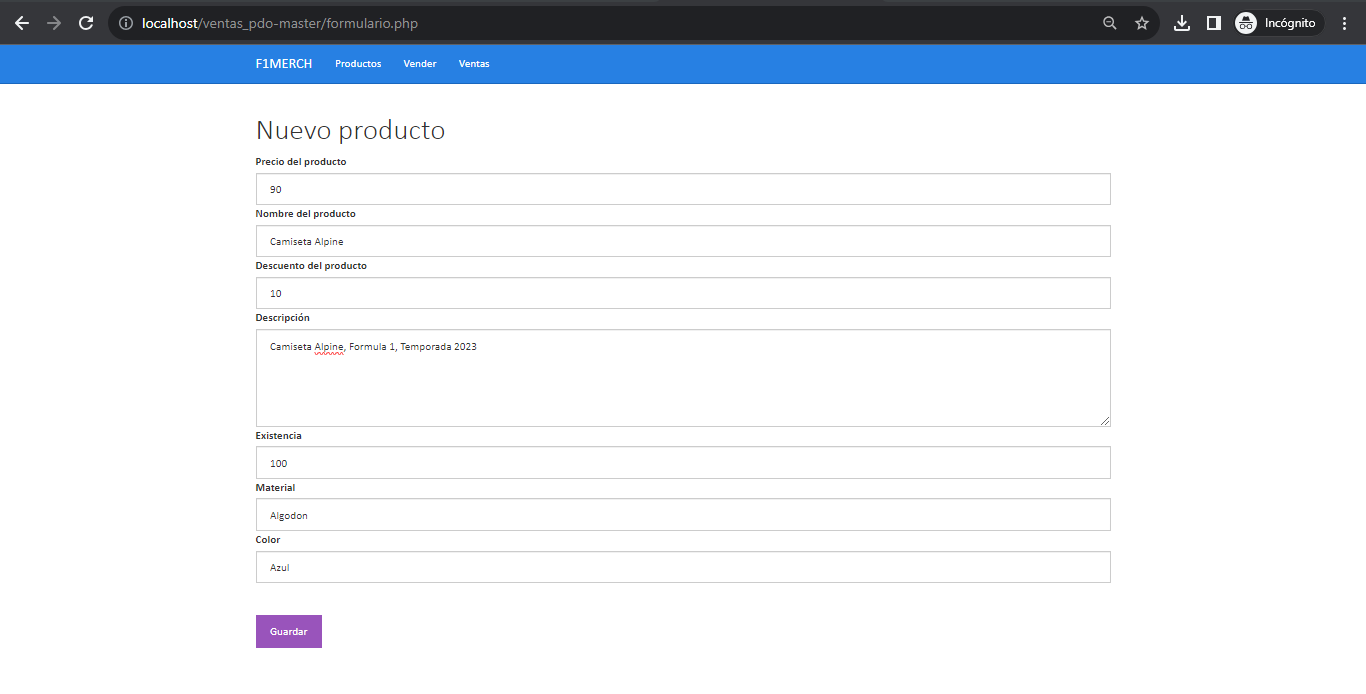 localhost/ventas_pdo-master/formulario.php
Incógnito
F1MERCH Productos Vender Ventas
Nuevo producto
Precio del producto
90
Nombre del producto
Camiseta Alpine
Descuento del producto
10
Descripción
Camiseta Alpine, Formula 1, Temporada 2023
Existencia
100
Material
Algodon
Color
Azul
Guardar